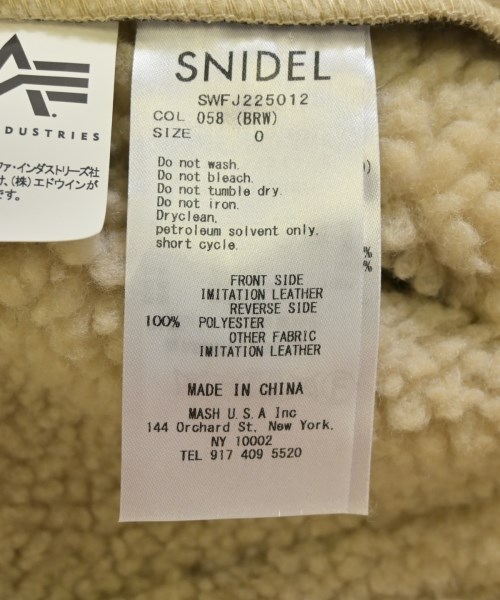 NDUSTRIES
ファ・インダストリーズ社
(株)エドウインが
です。
SNIDEL
SWFJ225012
COL 058 (BRW)
SIZE 0
Do not wash.
Do not bleach.
Do not tumble dry.
Do not iron.
Dryclean,
petroleum solvent only.
short cycle.
)
%
%
FRONT SIDE
IMITATION LEATHER
REVERSE SIDE
100% POLYESTER
OTHER FABRIC
IMITATION LEATHER
MADE IN CHINA
MASH U.S.A Inc
144 Orchard St, New York,
NY 10002
TEL 917 409 5520